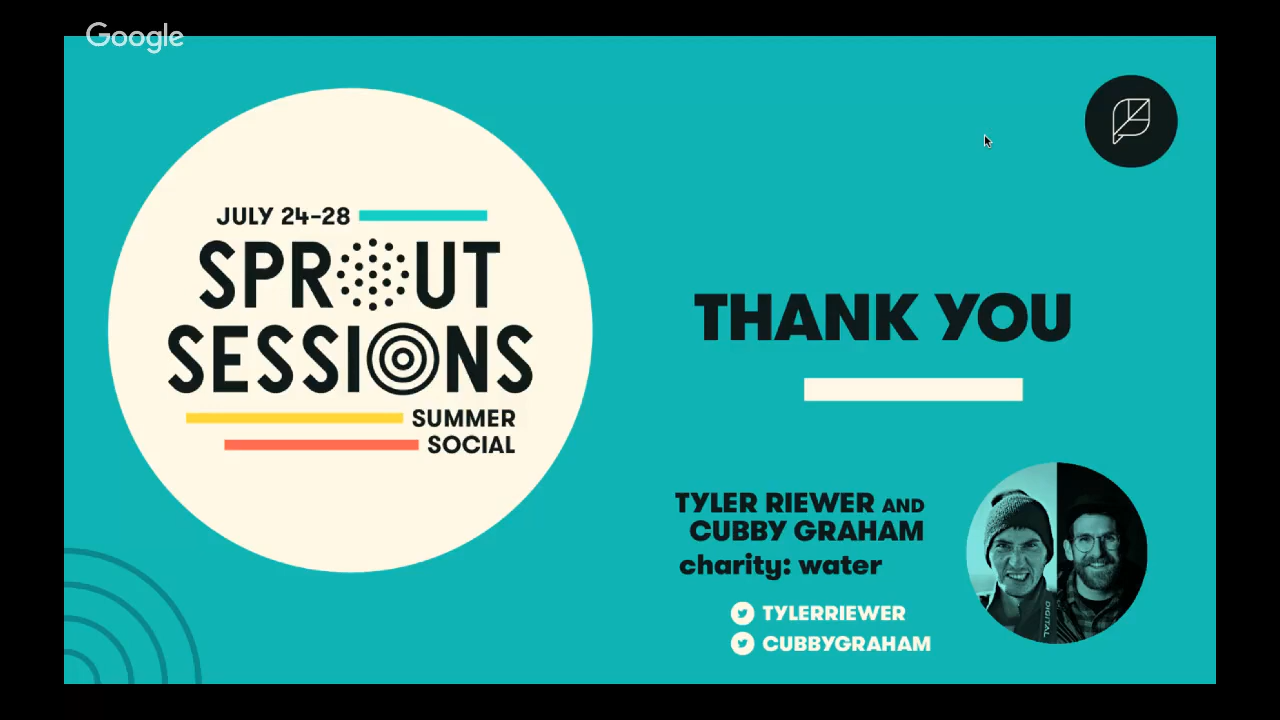 Google
JULY 24-28
SPROUT
SESSIONS
SUMMER
SOCIAL
THANK YOU
TYLER RIEWER AND
CUBBY GRAHAM
charity: water
TYLERRIEWER
CUBBYGRAHAM
DIGITAL